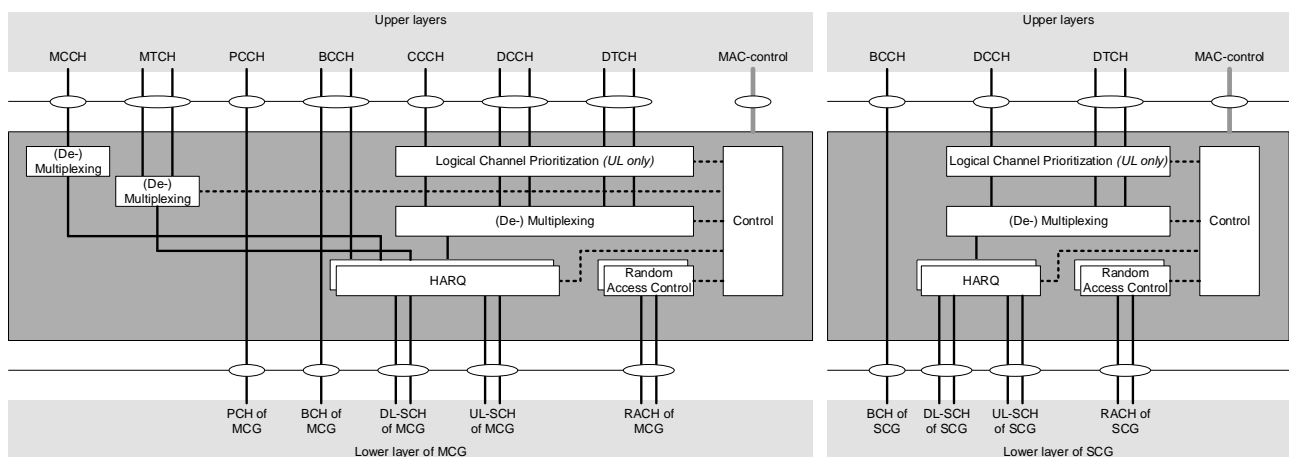 Upper layers
MCCH MTCH PCCH BCCH CCCH DCCH DTCH MAC-control
(De-)
Multiplexing
(De-)
Multiplexing
Logical Channel Prioritization (UL only)
(De-) Multiplexing
Control
HARQ
Random
Access Control
PCH of
MCG
BCH of
MCG
DL-SCH
of MCG
UL-SCH
of MCG
RACH of
MCG
Lower layer of MCG
Upper layers
BCCH DCCH DTCH MAC-control
Logical Channel Prioritization (UL only)
(De-) Multiplexing
Control
HARQ
Random
Access Control
BCH of
SCG
DL-SCH
of SCG
UL-SCH
of SCG
RACH of
SCG
Lower layer of SCG